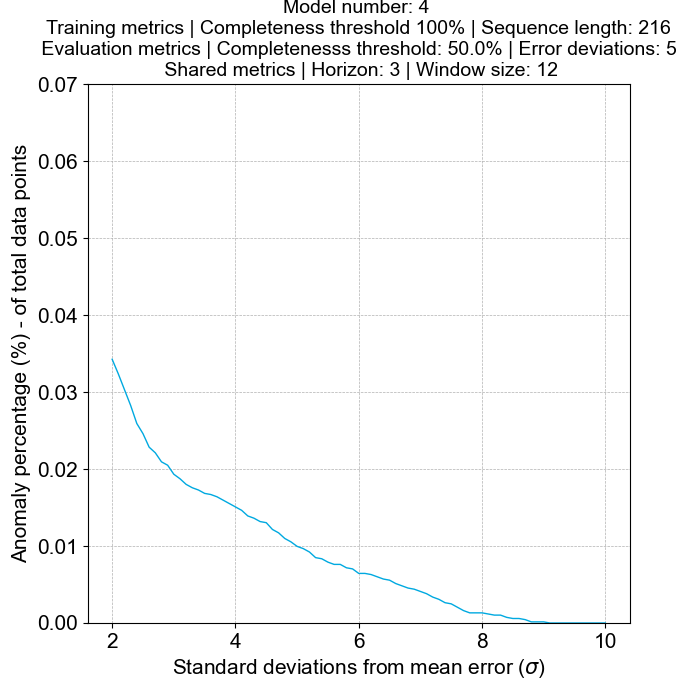 Model number: 4
Training metrics | Completeness threshold 100% | Sequence length: 216
Evaluation metrics | Completenesss threshold: 50.0% | Error deviations: 5
Shared metrics | Horizon: 3 | Window size: 12
0.07
0.06
0.05
0.04
0.03
0.02
0.01
0.00
Anomaly percentage (%) - of total data points
2 4 6 8 10
Standard deviations from mean error (σ)